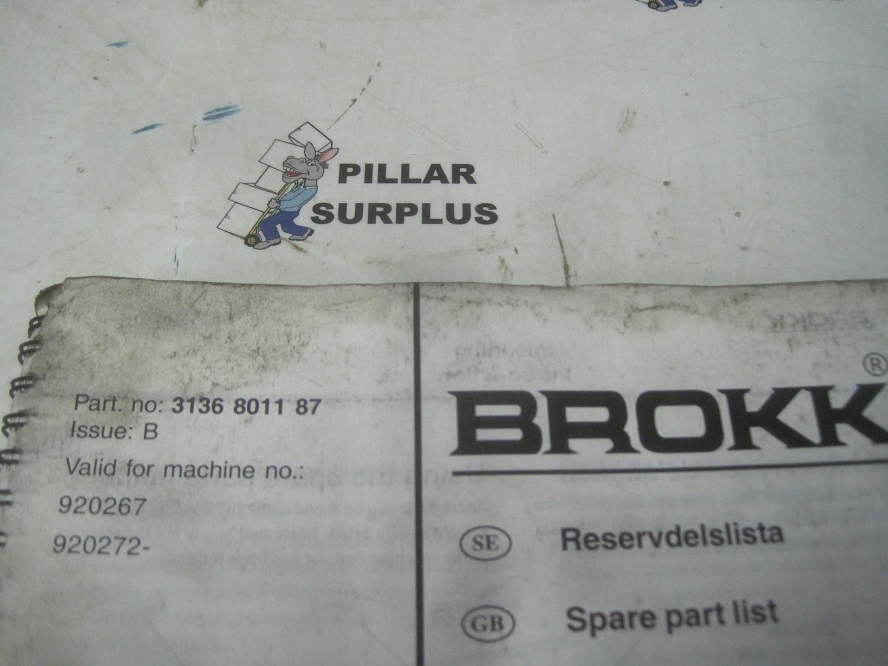 PILLAR
SURPLUS
Part. no: 3136 8011 87
Issue: B
Valid for machine no.:
920267
920272-
BROKK®
SE Reservdelslista
GB Spare part list